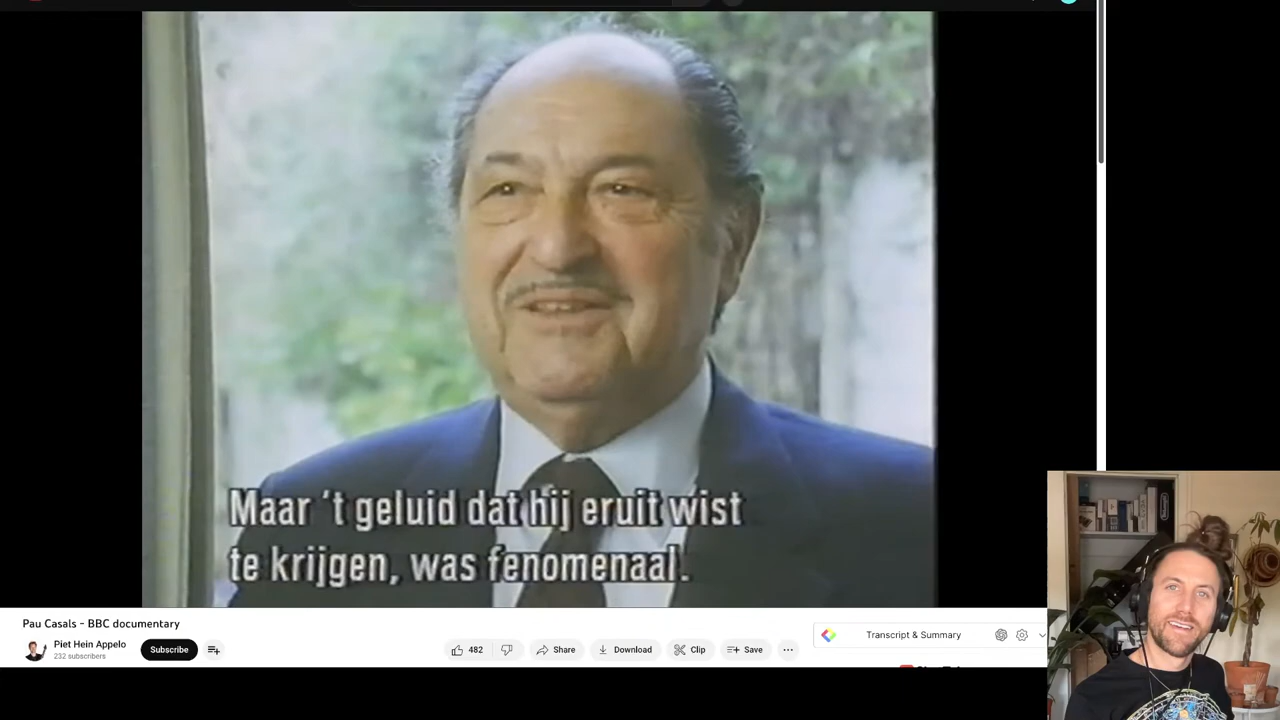 Maar 't geluid dat hij eruit wist
te krijgen, was fenomenaal.
Pau Casals - BBC documentary
Piet Hein Appelo
232 subscribers
Subscribe
482
Share
Download
Clip
Save
Transcript & Summary